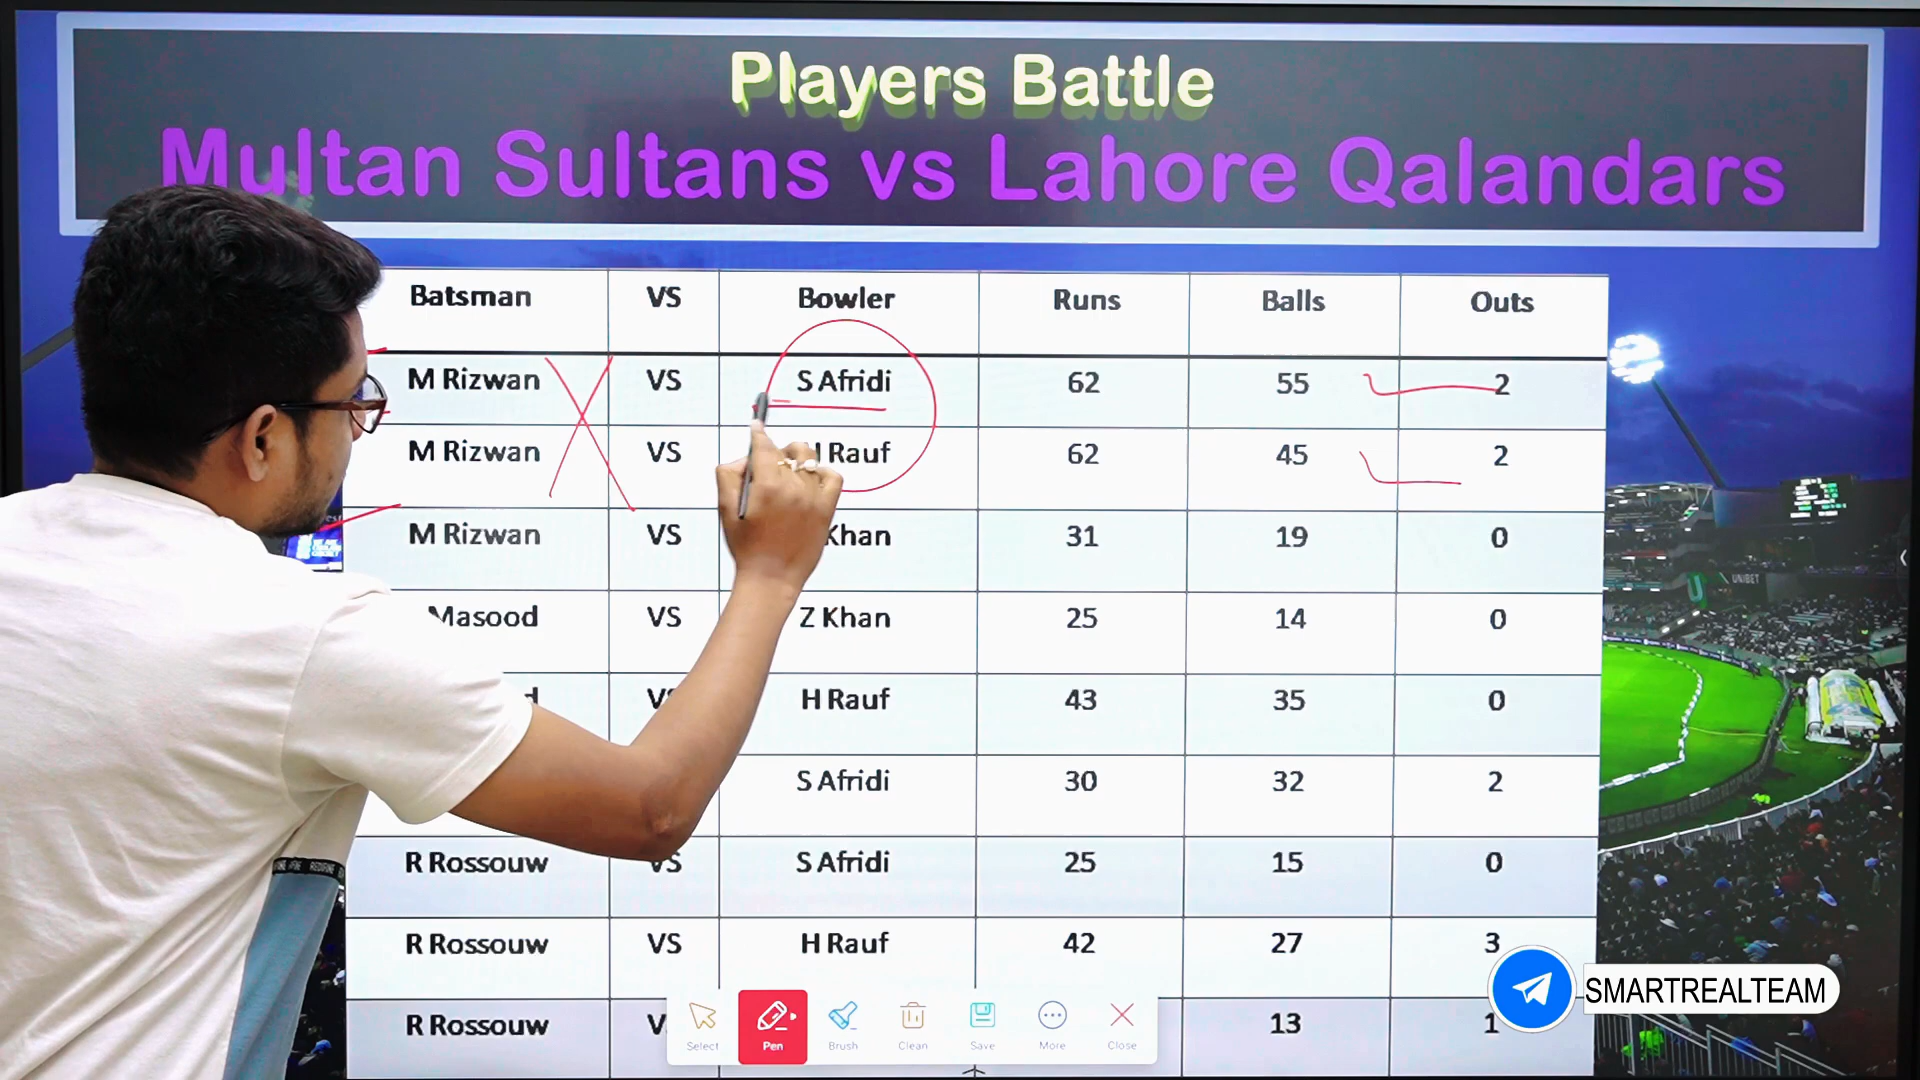 Players Battle
Multan Sultans vs Lahore Qalandars
Batsman VS Bowler Runs Balls Outs
M Rizwan VS S Afridi 62 55 2
M Rizwan VS Rauf 62 45 2
M Rizwan VS Khan 31 19 0
Masood VS Z Khan 25 14 0
VS H Rauf 43 35 0
S Afridi 30 32 2
R Rossouw VS S Afridi 25 15 0
R Rossouw VS H Rauf 42 27 3
R Rossouw 13 1
SMARTREALTEAM
Select Pen Brush Clean Save More Close
UNIBET